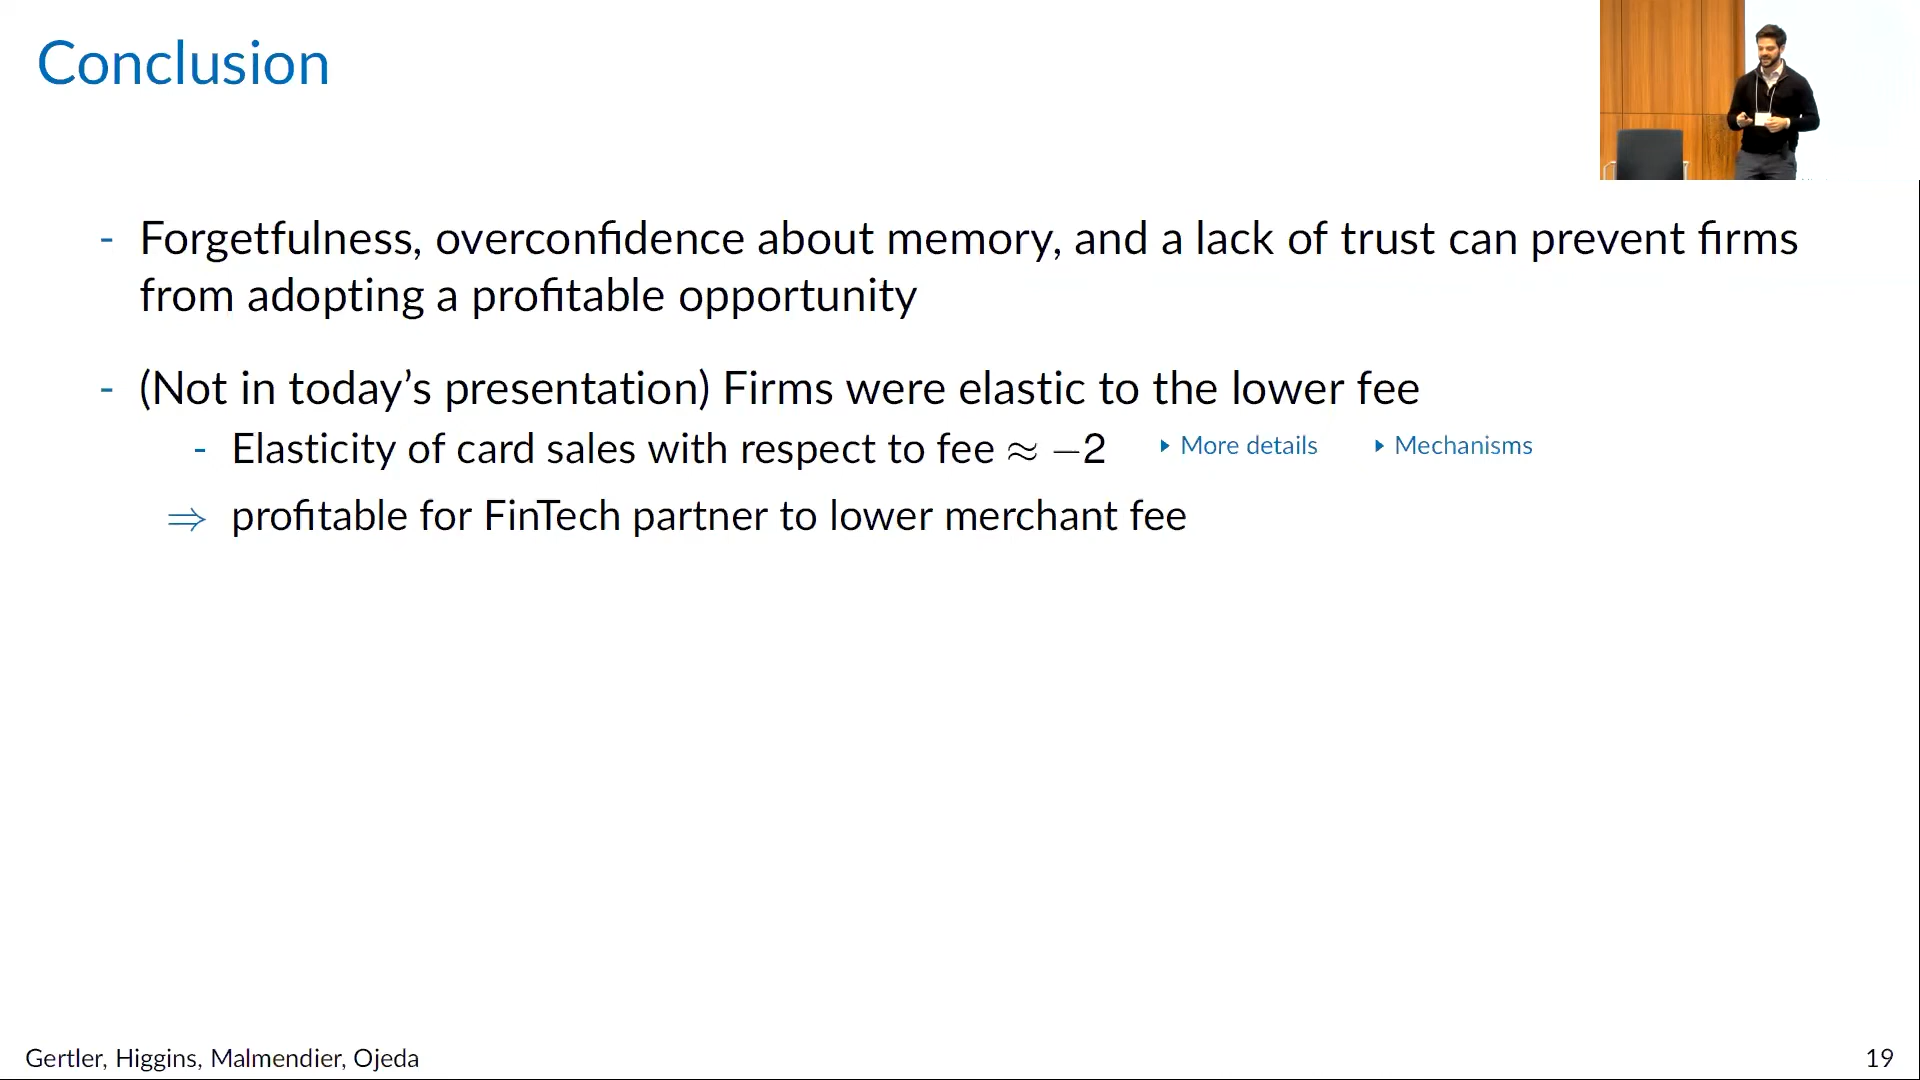 Conclusion
- Forgetfulness, overconfidence about memory, and a lack of trust can prevent firms
from adopting a profitable opportunity
- (Not in today's presentation) Firms were elastic to the lower fee
- Elasticity of card sales with respect to fee ≈ −2 ▸ More details ▸ Mechanisms
⇒ profitable for FinTech partner to lower merchant fee
Gertler, Higgins, Malmendier, Ojeda 19